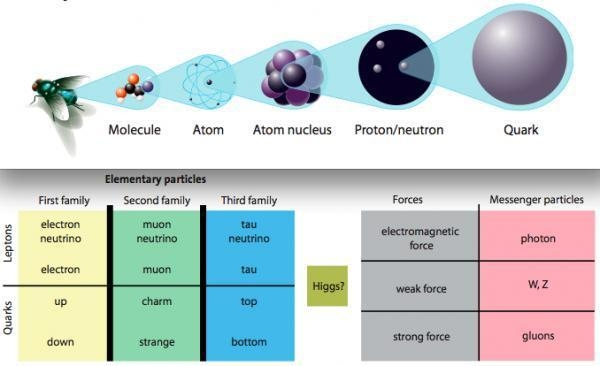 Molecule Atom Atom nucleus Proton/neutron Quark
Elementary particles
First family Second family Third family
Leptons
electron neutrino
muon neutrino
tau neutrino
electron muon tau
Quarks
up charm top
down strange bottom
Higgs?
Forces Messenger particles
electromagnetic force
photon
weak force W, Z
strong force gluons